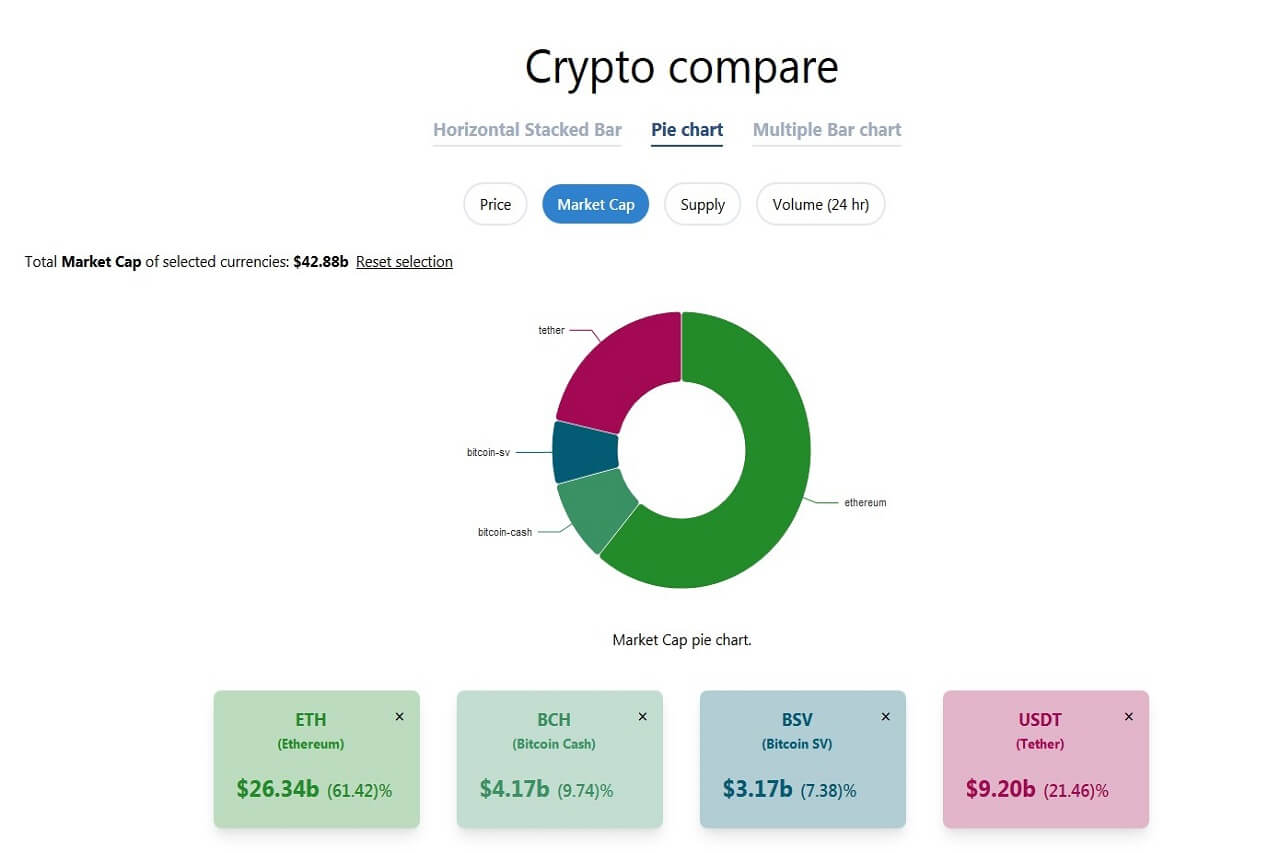 Crypto compare
Horizontal Stacked Bar Pie chart Multiple Bar chart
Price Market Cap Supply Volume (24 hr)
Total Market Cap of selected currencies: $42.88b Reset selection
tether
bitcoin-sv
ethereum
bitcoin-cash
Market Cap pie chart.
ETH ×
(Ethereum)
$26.34b (61.42)%
BCH ×
(Bitcoin Cash)
$4.17b (9.74)%
BSV ×
(Bitcoin SV)
$3.17b (7.38)%
USDT ×
(Tether)
$9.20b (21.46)%